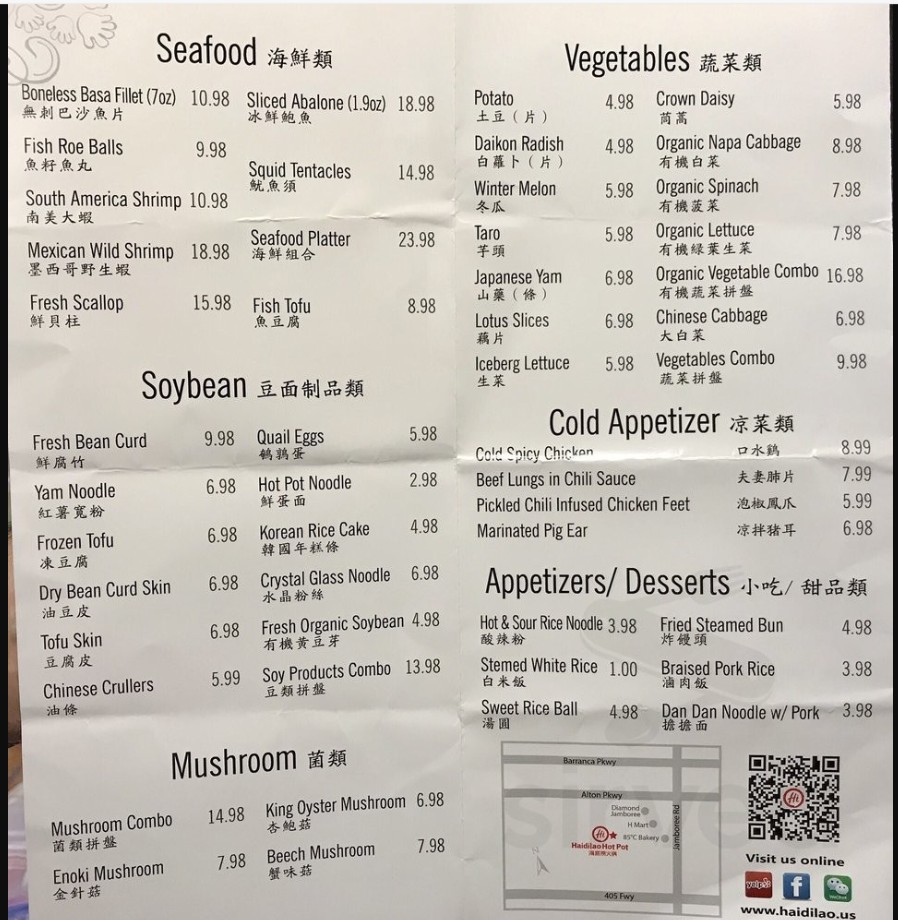 Seafood 海鮮類
Boneless Basa Fillet (7oz) 10.98
無刺巴沙魚片
Fish Roe Balls 9.98
魚籽魚丸
South America Shrimp 10.98
南美大蝦
Mexican Wild Shrimp 18.98
墨西哥野生蝦
Fresh Scallop 15.98
鮮貝柱
Sliced Abalone (1.9oz) 18.98
冰鮮鮑魚
Squid Tentacles 14.98
魷魚須
Seafood Platter 23.98
海鮮組合
Fish Tofu 8.98
魚豆腐
Soybean 豆面制品類
Fresh Bean Curd 9.98
鮮腐竹
Yam Noodle 6.98
紅薯寬粉
Frozen Tofu 6.98
凍豆腐
Dry Bean Curd Skin 6.98
油豆皮
Tofu Skin 6.98
豆腐皮
Chinese Crullers 5.99
油條
Quail Eggs 5.98
鵪鶉蛋
Hot Pot Noodle 2.98
鮮蛋面
Korean Rice Cake 4.98
韓國年糕條
Crystal Glass Noodle 6.98
水晶粉絲
Fresh Organic Soybean 4.98
有機黃豆芽
Soy Products Combo 13.98
豆類拼盤
Mushroom 菌類
Mushroom Combo 14.98
菌類拼盤
Enoki Mushroom 7.98
金針菇
King Oyster Mushroom 6.98
杏鮑菇
Beech Mushroom 7.98
蟹味菇
Vegetables 蔬菜類
Potato 4.98
土豆（片）
Daikon Radish 4.98
白蘿卜（片）
Winter Melon 5.98
冬瓜
Taro 5.98
芋頭
Japanese Yam 6.98
山藥（條）
Lotus Slices 6.98
藕片
Iceberg Lettuce 5.98
生菜
Crown Daisy 5.98
茼蒿
Organic Napa Cabbage 8.98
有機白菜
Organic Spinach 7.98
有機菠菜
Organic Lettuce 7.98
有機緑葉生菜
Organic Vegetable Combo 16.98
有機蔬菜拼盤
Chinese Cabbage 6.98
大白菜
Vegetables Combo 9.98
蔬菜拼盤
Cold Appetizer 凉菜類
Cold Spicy Chicken 口水鷄 8.99
Beef Lungs in Chili Sauce 夫妻肺片 7.99
Pickled Chili Infused Chicken Feet 泡椒鳳爪 5.99
Marinated Pig Ear 凉拌猪耳 6.98
Appetizers/ Desserts 小吃/ 甜品類
Hot & Sour Rice Noodle 3.98
酸辣粉
Stemed White Rice 1.00
白米飯
Sweet Rice Ball 4.98
湯圓
Fried Steamed Bun 4.98
炸饅頭
Braised Pork Rice 3.98
滷肉飯
Dan Dan Noodle w/ Pork 3.98
擔擔面
Barranca Pkwy
Alton Pkwy
Diamond
Jamboree
H Mart
85°C Bakery
Jamboree Rd
Hi
Haidilao Hot Pot
海底撈火鍋
N
405 Fwy
Hi
Visit us online
yelp
f
WeChat
www.haidilao.us